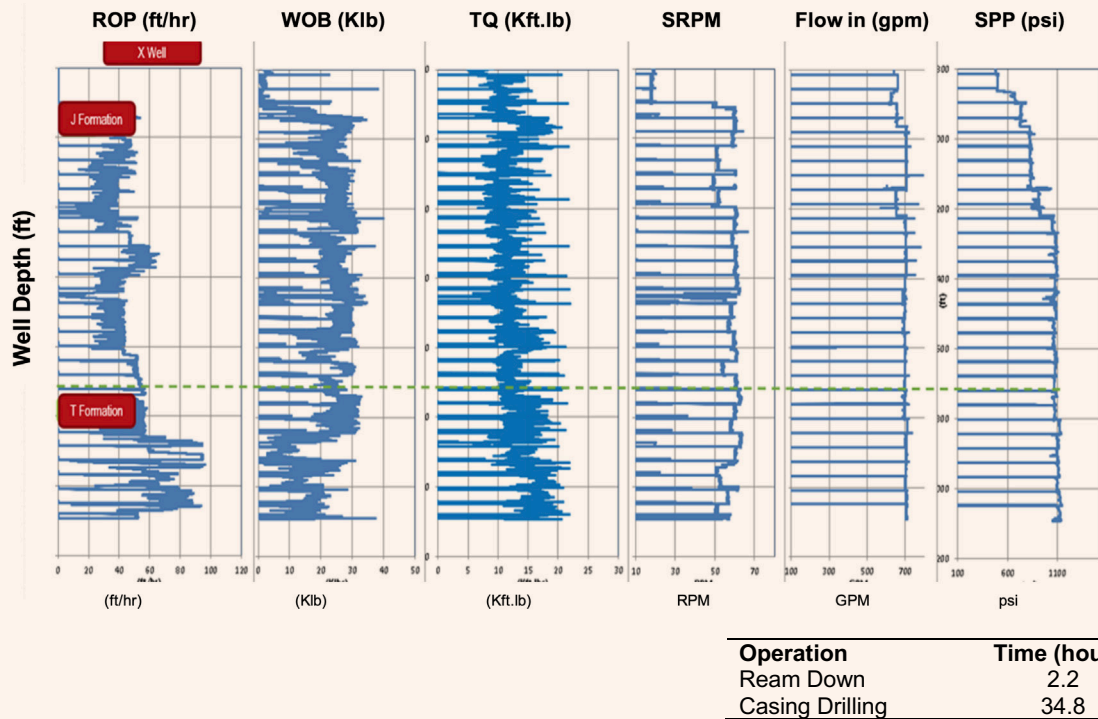 ROP (ft/hr) WOB (Klb) TQ (Kft.lb) SRPM Flow in (gpm) SPP (psi)
X Well
J Formation
Well Depth (ft)
(ft)
T Formation
0 20 40 60 80 100 120 0 10 20 30 40 50 0 5 10 15 20 25 30 10 30 50 70 100 300 500 700 100 600 1100
(ft/hr) (Klb) (Kft.lb) RPM GPM psi
Operation Time (hou
Ream Down 2.2
Casing Drilling 34.8